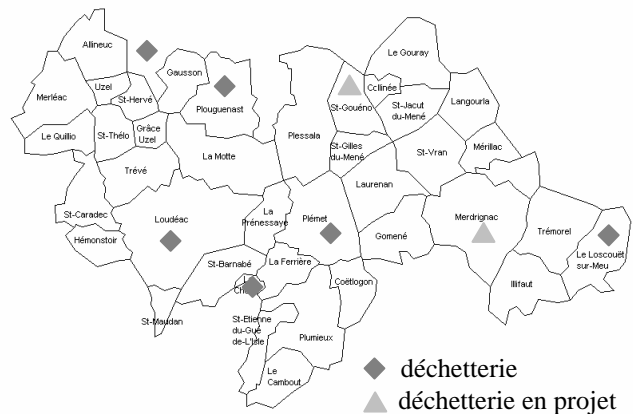 Allineuc
Gausson
Le Gouray
Merléac
Uzel
St-Hervé
Plouguenast
St-Gouéno
Collinée
St-Jacut
du-Mené
Langourla
Le Quillio
St-Thélo
Grâce
Uzel
La Motte
Plessala
St-Gilles
du-Mené
St-Vran
Mérillac
Trévé
Laurenan
St-Caradec
Loudéac
La
Prénessaye
Plémet
Merdrignac
Trémorel
Hémonstoir
Gomené
St-Barnabé
La Ferrière
Le Loscouët
sur-Meu
Coëtlogon
Illifaut
St-Maudan
St-Etienne
du-Gué
de-L'Isle
Plumieux
Le
Cambout
déchetterie
déchetterie en projet